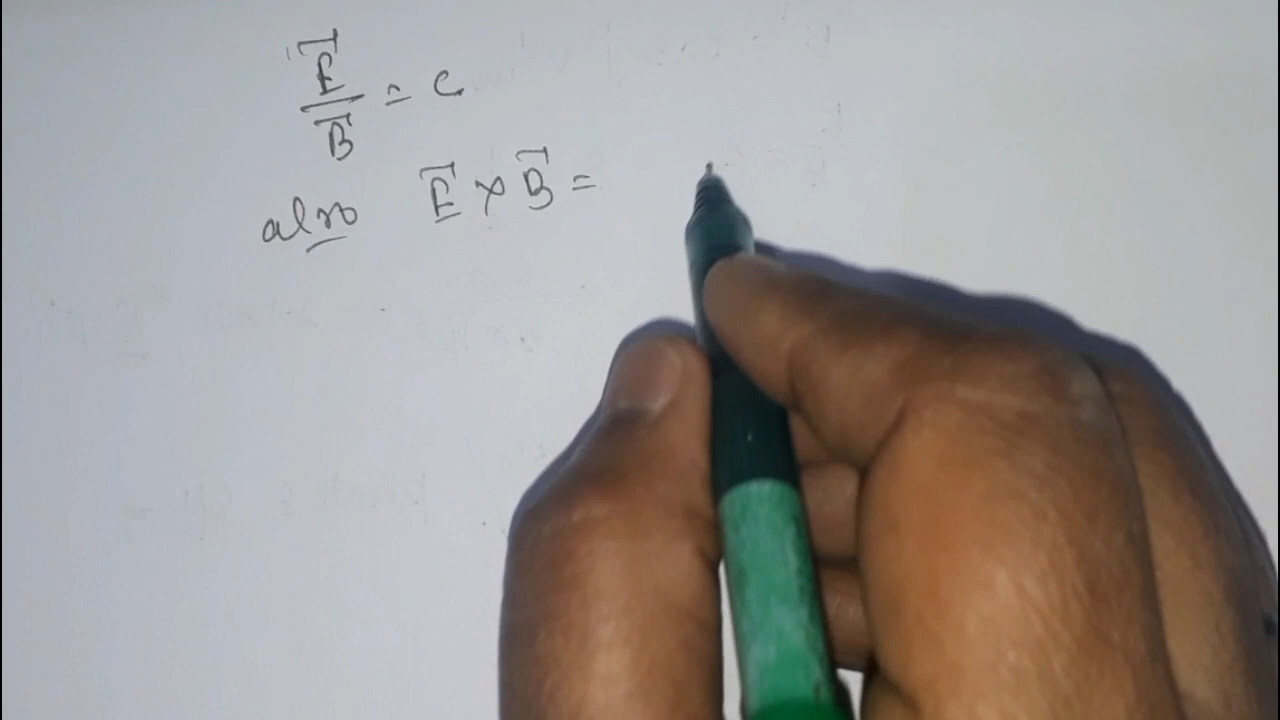 E⃗/B⃗ = c
also E⃗ × B⃗ =